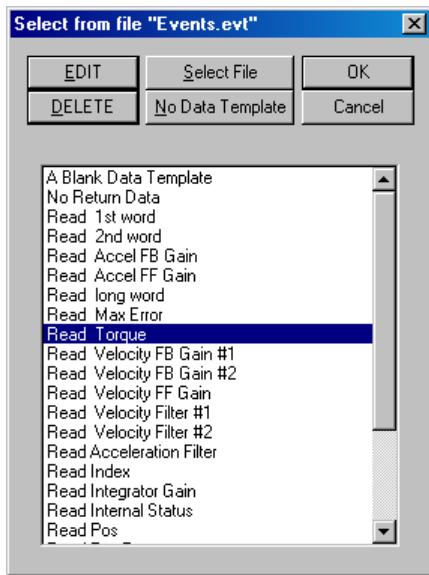 Select from file "Events.evt"
EDIT
Select File
OK
DELETE
No Data Template
Cancel
A Blank Data Template
No Return Data
Read  1st word
Read  2nd word
Read  Accel FB Gain
Read  Accel FF Gain
Read  long word
Read  Max Error
Read  Torque
Read  Velocity FB Gain #1
Read  Velocity FB Gain #2
Read  Velocity FF Gain
Read  Velocity Filter #1
Read  Velocity Filter #2
Read Acceleration Filter
Read Index
Read Integrator Gain
Read Internal Status
Read Pos